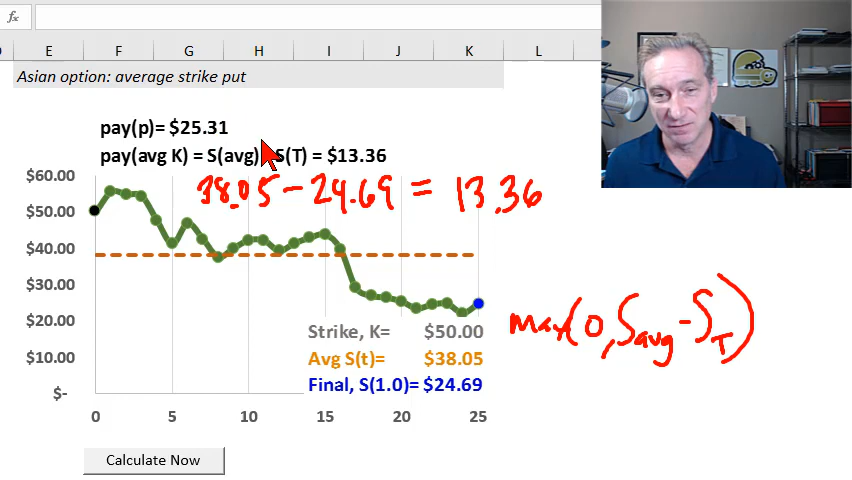 fx
E F G H I J K L
Asian option: average strike put
pay(p)= $25.31
pay(avg K) = S(avg) S(T) = $13.36
38.05 - 24.69 = 13.36
$60.00
$50.00
$40.00
$30.00
$20.00
$10.00
$-
max(0, Savg - ST)
Strike, K= $50.00
Avg S(t)= $38.05
Final, S(1.0)= $24.69
0 5 10 15 20 25
Calculate Now